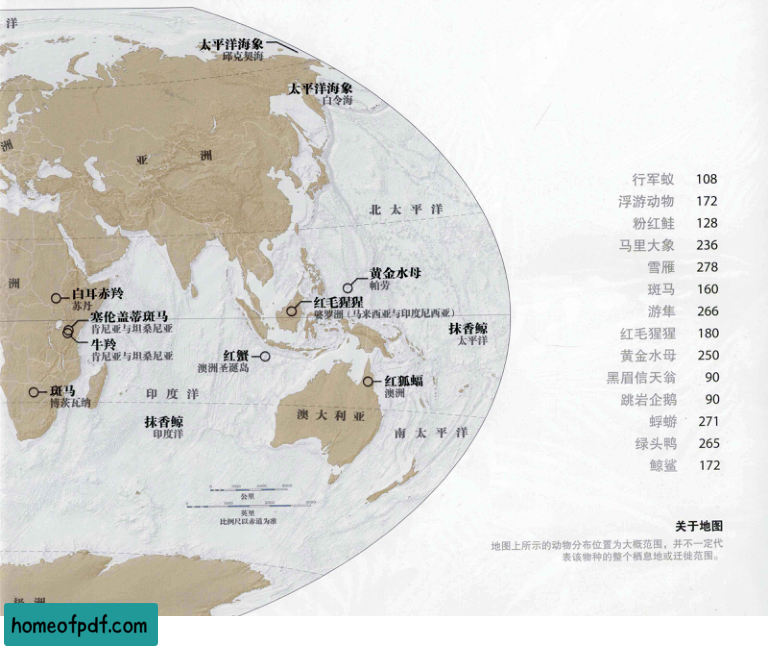 洋
太平洋海象
邱克契海
太平洋海象
白令海
洲
亚 洲
北 太 平 洋
洲
白耳赤羚
苏丹
塞伦盖蒂斑马
肯尼亚与坦桑尼亚
牛羚
肯尼亚与坦桑尼亚
斑马
博茨瓦纳
黄金水母
帕劳
红毛猩猩
婆罗洲（马来西亚与印度尼西亚）
抹香鲸
太平洋
红蟹
澳洲圣诞岛
红狐蝠
澳洲
印 度 洋
抹香鲸
印度洋
澳 大 利 亚
南 太 平 洋
公里
英里
比例尺以赤道为准
洲
行军蚁 108
浮游动物 172
粉红鲑 128
马里大象 236
雪雁 278
斑马 160
游隼 266
红毛猩猩 180
黄金水母 250
黑眉信天翁 90
跳岩企鹅 90
蜉蝣 271
绿头鸭 265
鲸鲨 172
关于地图
地图上所示的动物分布位置为大概范围，并不一定代
表该物种的整个栖息地或迁徙范围。
homeofpdf.com